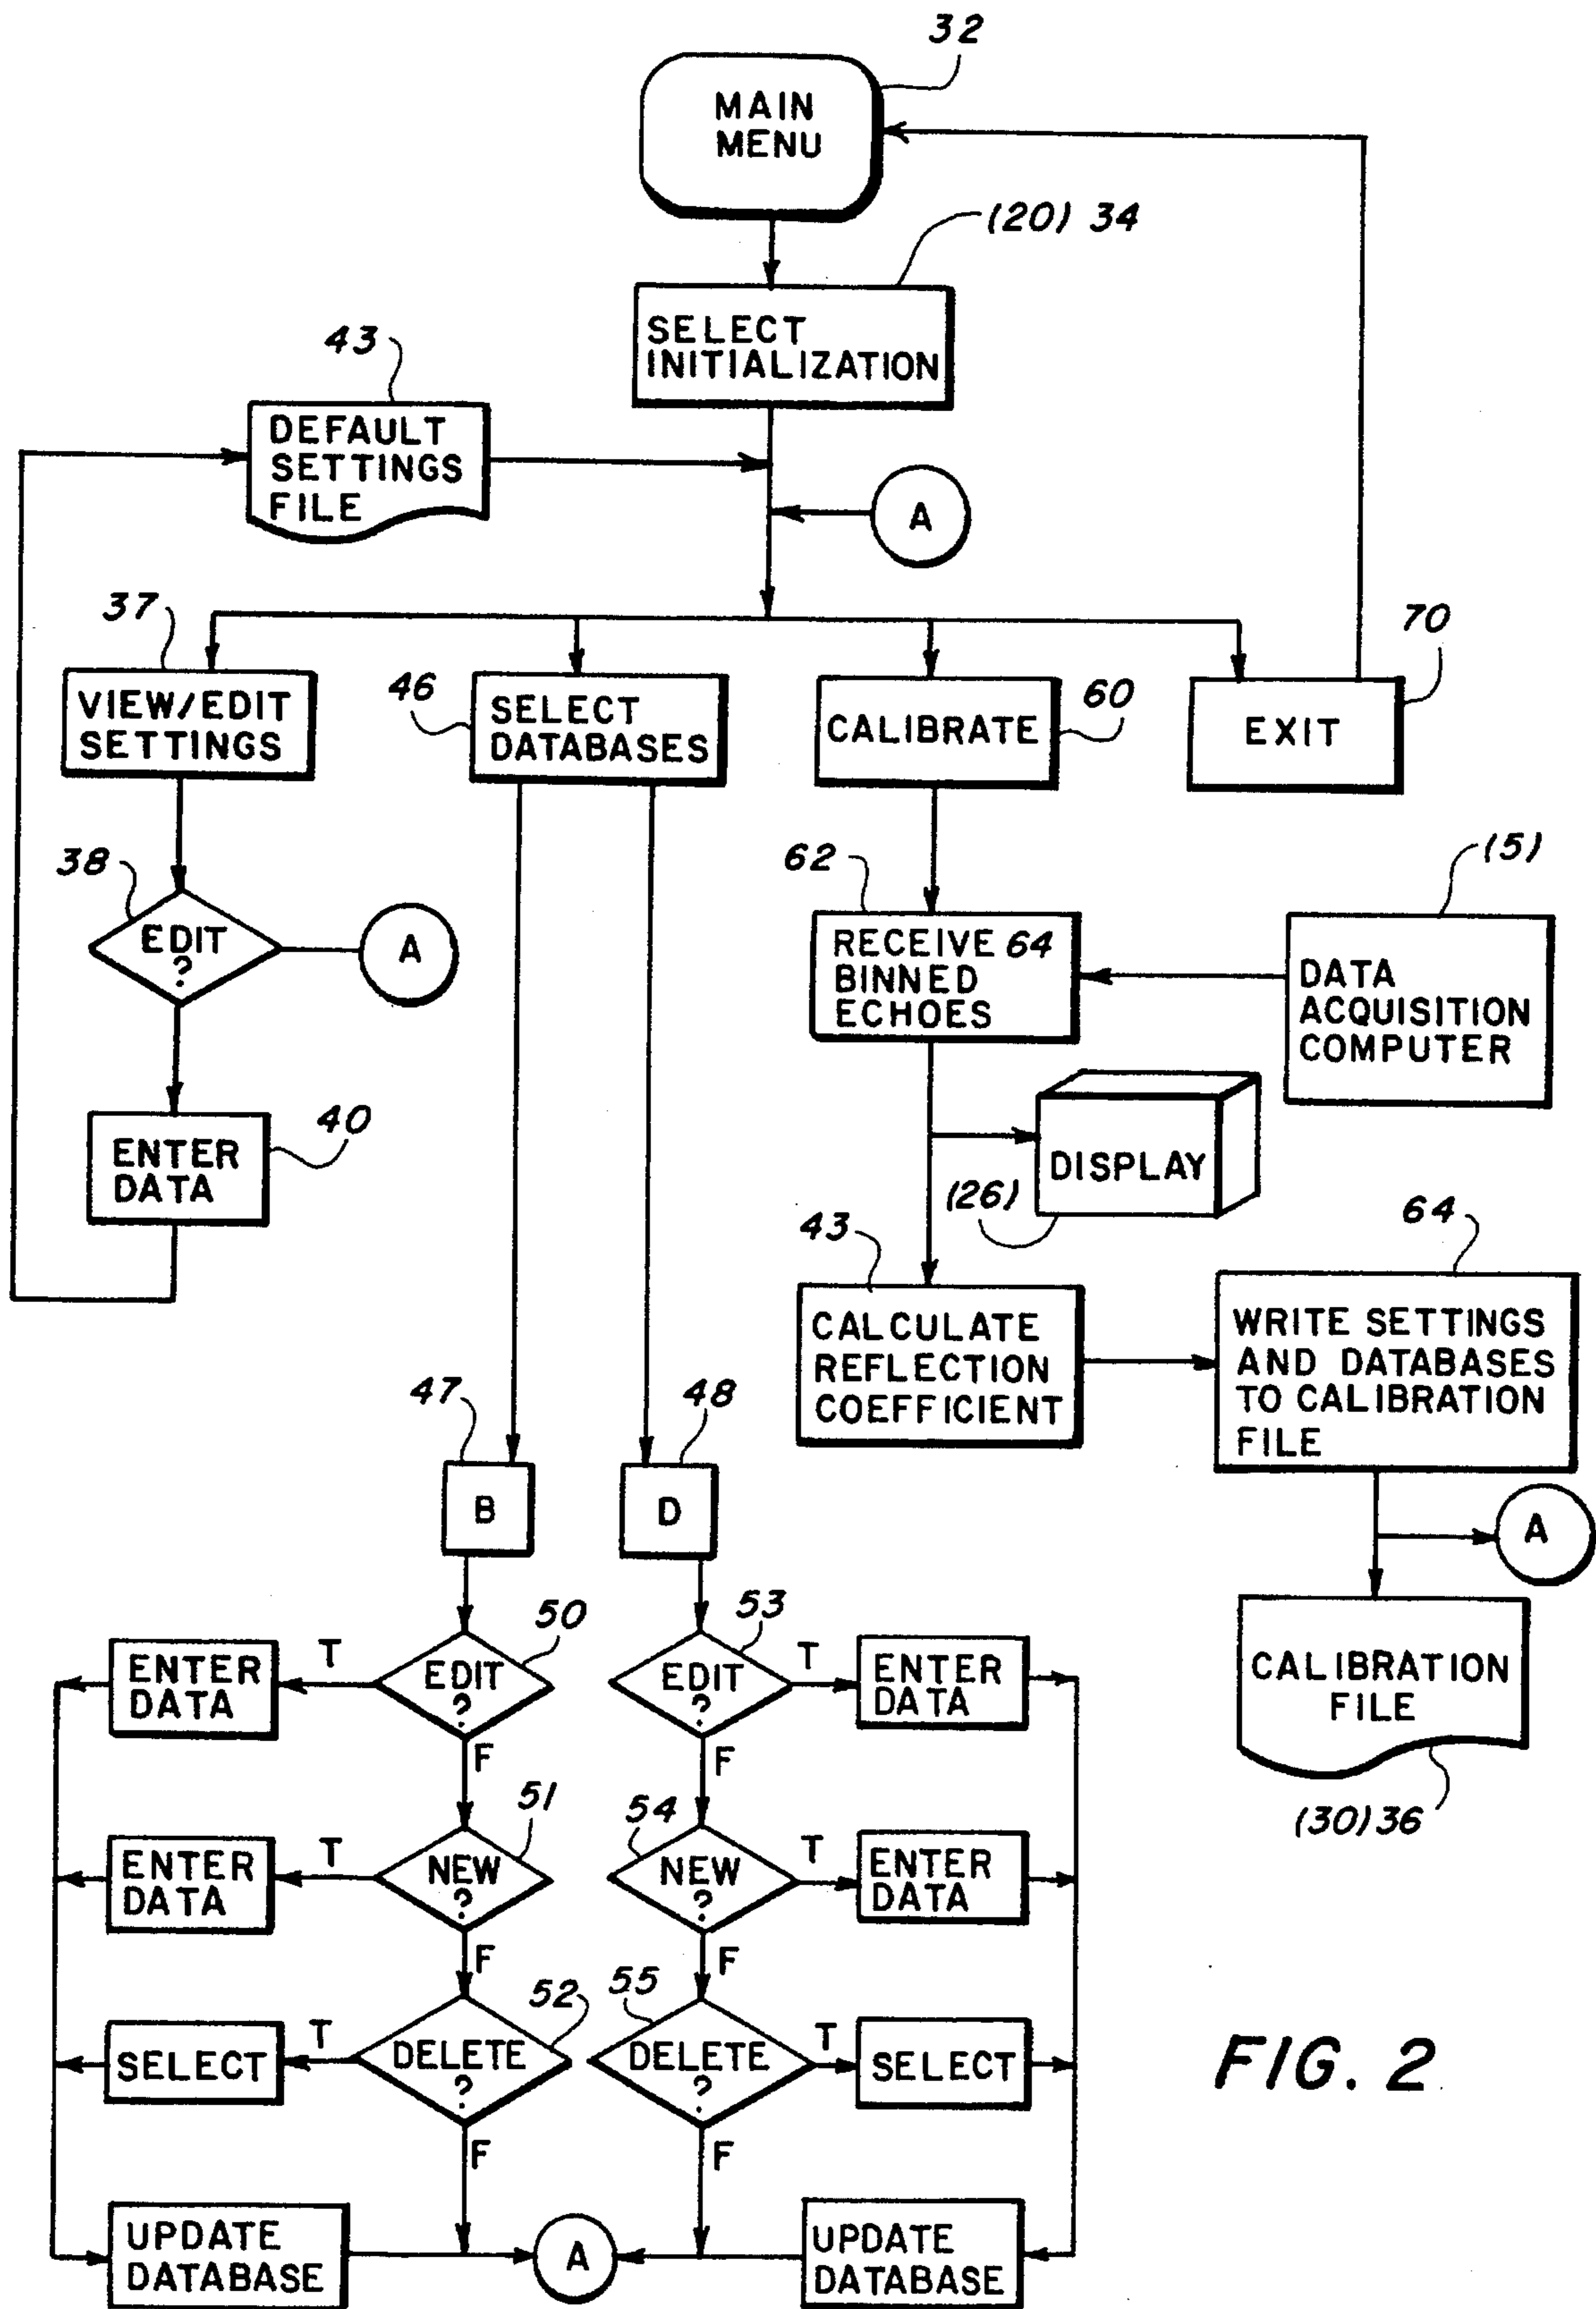 32
MAIN
MENU
(20) 34
SELECT
INITIALIZATION
43
DEFAULT
SETTINGS
FILE
A
37
VIEW/EDIT
SETTINGS
46
SELECT
DATABASES
CALIBRATE
60
70
EXIT
38
EDIT
?
A
62
RECEIVE 64
BINNED
ECHOES
(5)
DATA
ACQUISITION
COMPUTER
40
ENTER
DATA
DISPLAY
(26)
43
CALCULATE
REFLECTION
COEFFICIENT
64
WRITE SETTINGS
AND DATABASES
TO CALIBRATION
FILE
47
B
48
D
A
CALIBRATION
FILE
(30) 36
50
EDIT
?
T
ENTER
DATA
F
53
EDIT
?
T
ENTER
DATA
F
51
NEW
?
T
ENTER
DATA
F
54
NEW
?
T
ENTER
DATA
F
52
DELETE
?
T
SELECT
F
55
DELETE
?
T
SELECT
F
UPDATE
DATABASE
A
UPDATE
DATABASE
FIG. 2